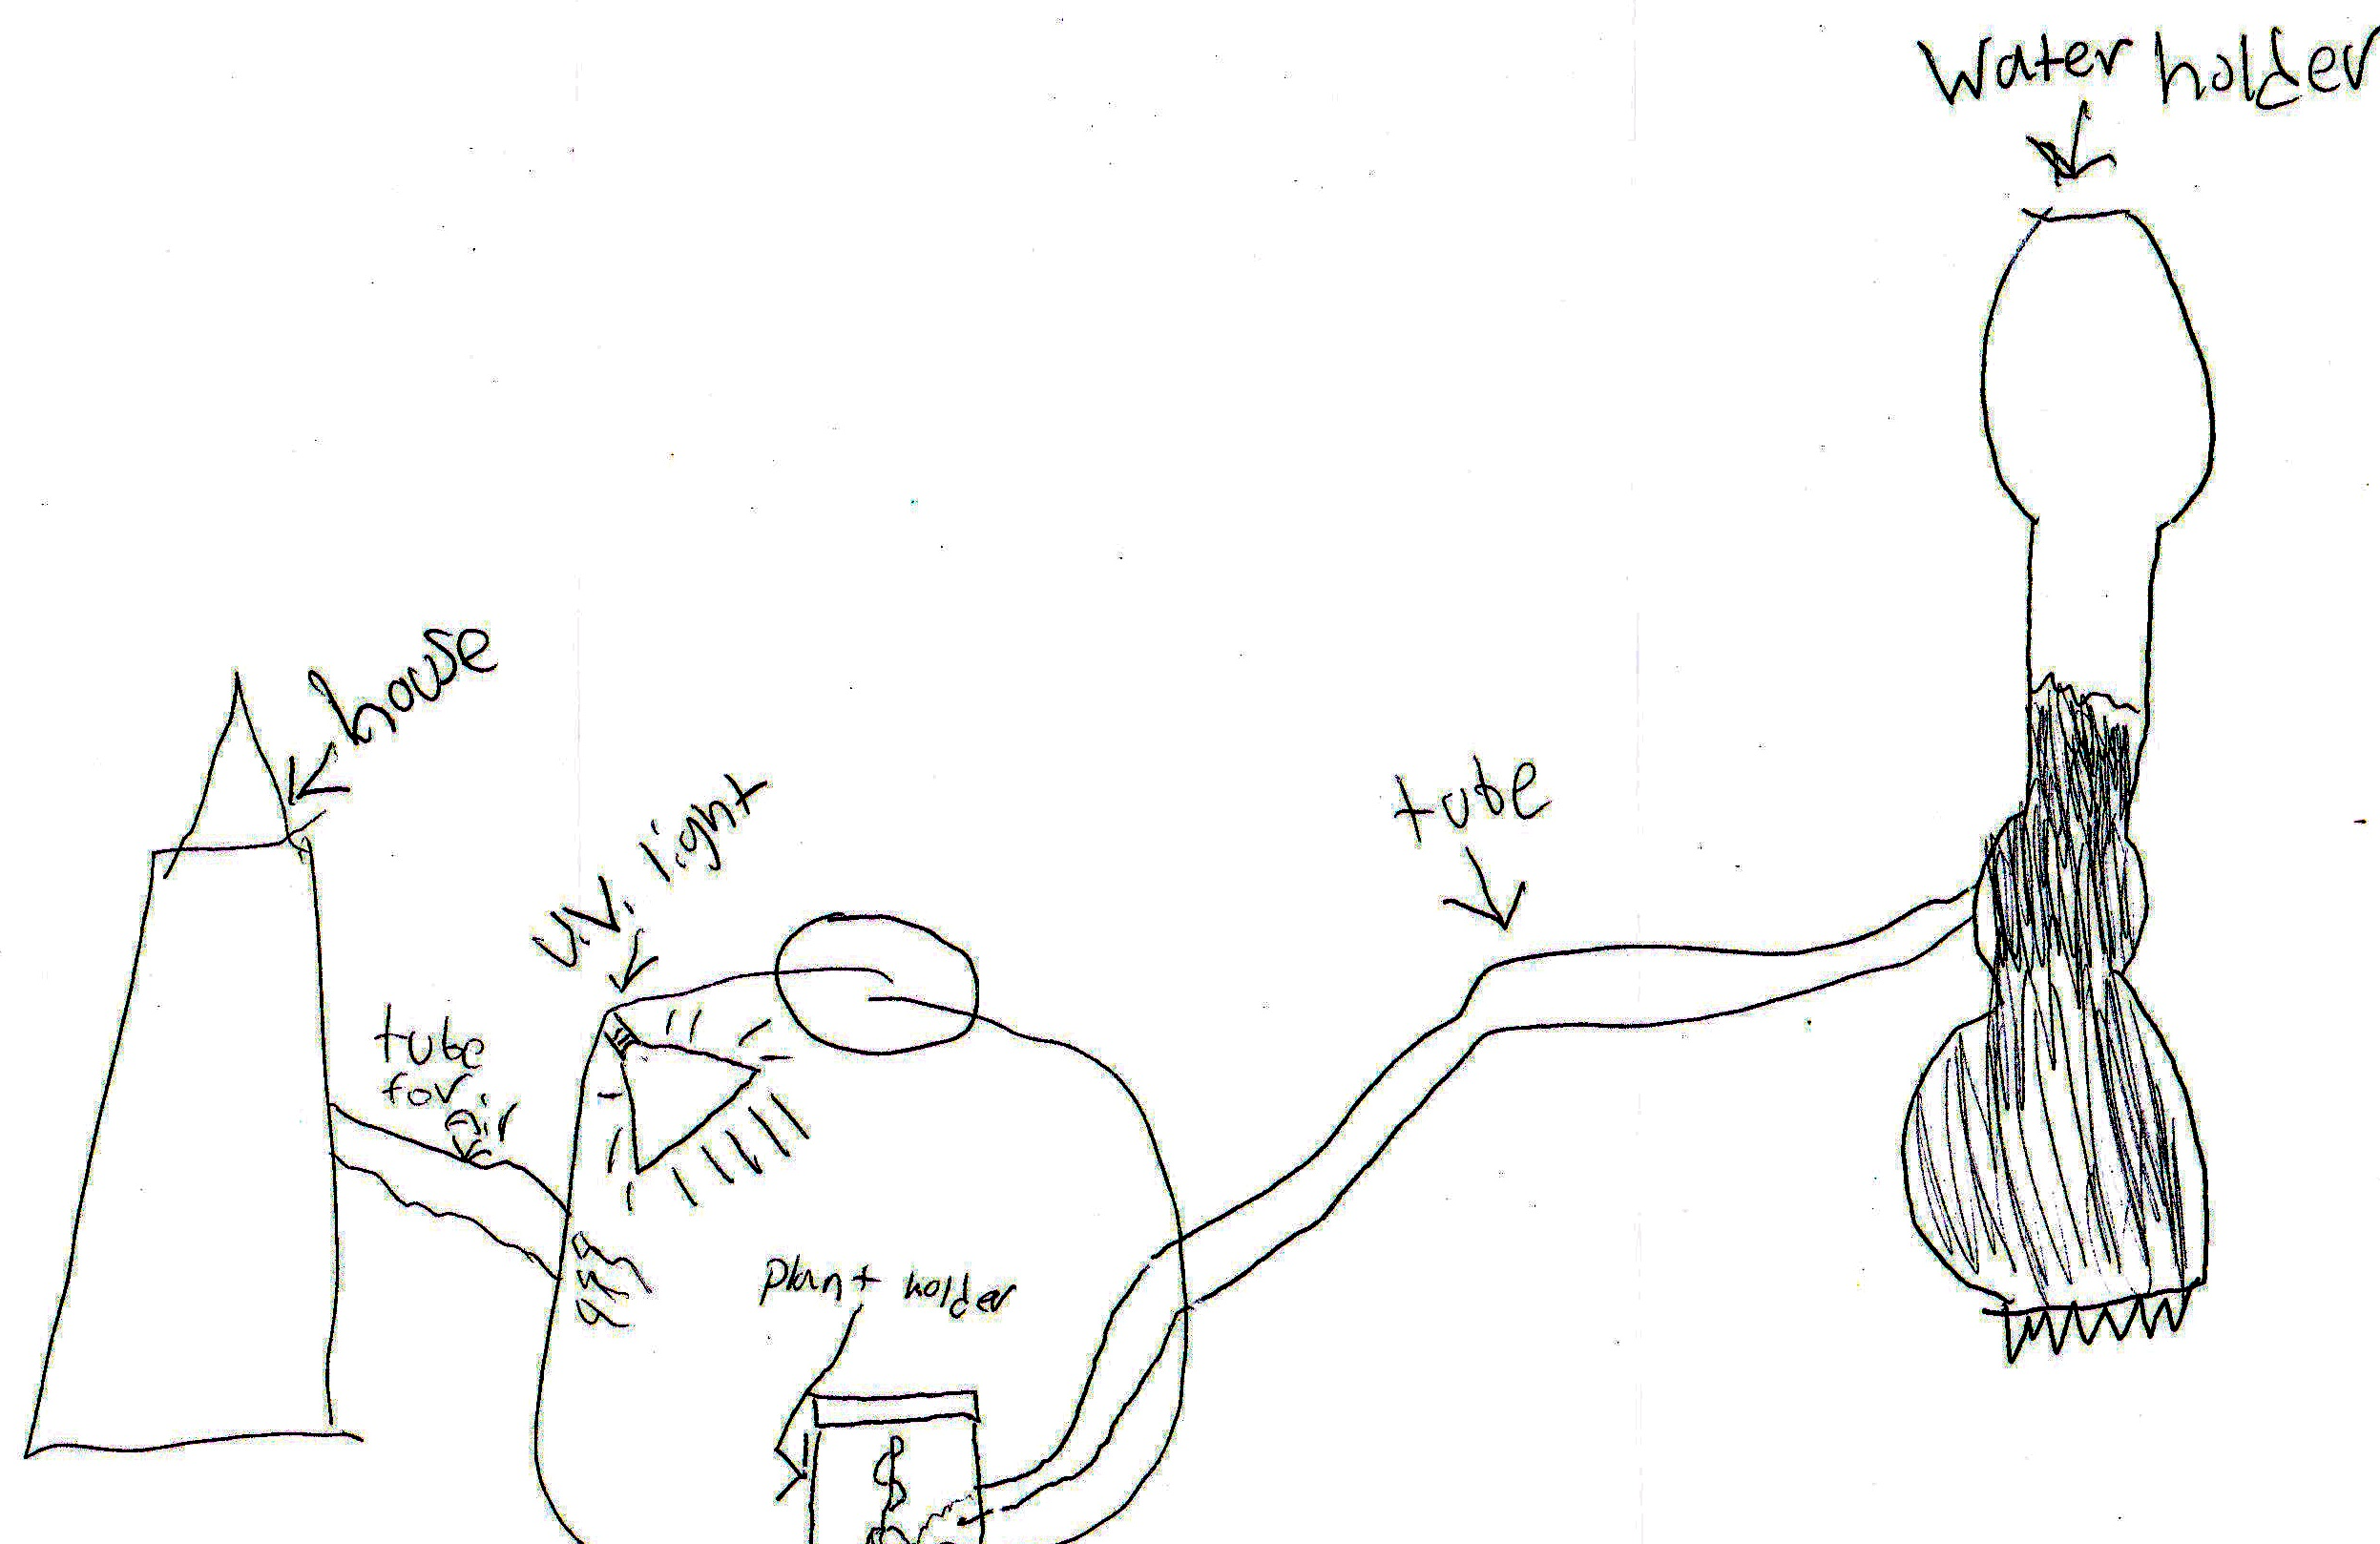 Water holder
house
U.V. light
tube
tube
for
air
plant holder